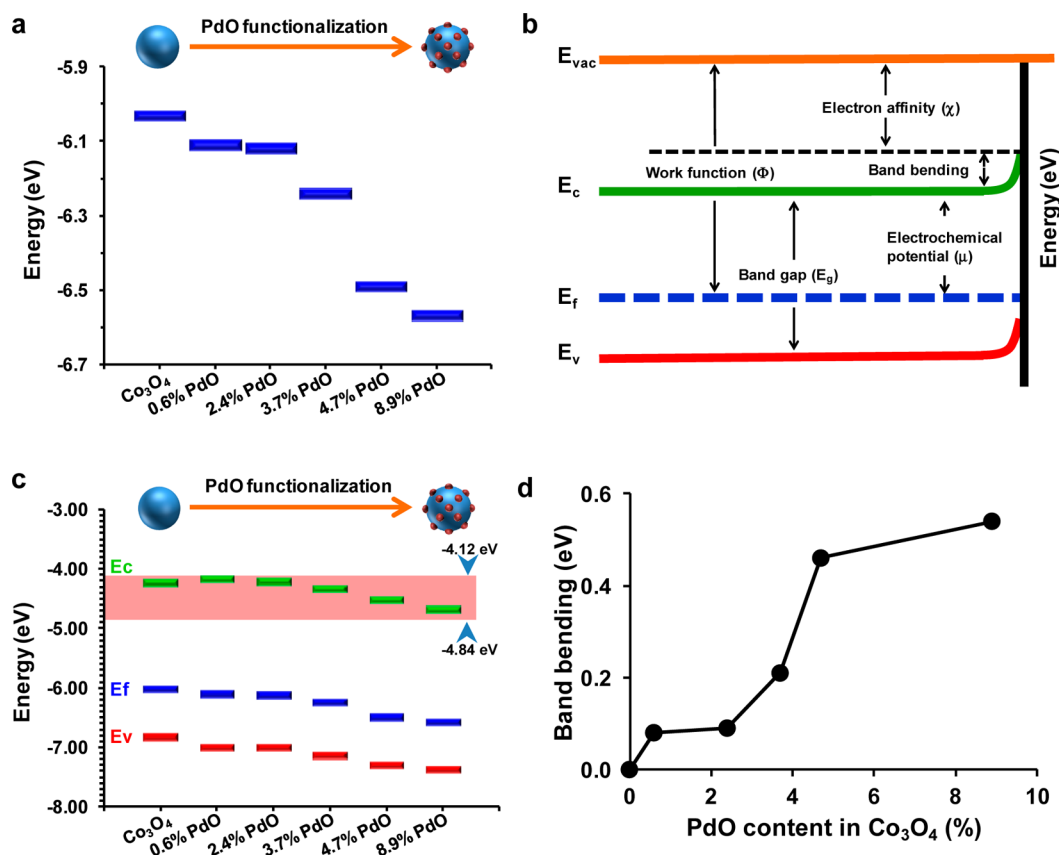 a
PdO functionalization
Energy (eV)
-5.9
-6.1
-6.3
-6.5
-6.7
Co₃O₄
0.6% PdO
2.4% PdO
3.7% PdO
4.7% PdO
8.9% PdO
b
Evac
Electron affinity (χ)
Work function (Φ)
Band bending
Ec
Electrochemical
potential (μ)
Band gap (Eg)
Ef
Ev
Energy (eV)
c
PdO functionalization
Energy (eV)
-3.00
-4.00
-5.00
-6.00
-7.00
-8.00
-4.12 eV
Ec
-4.84 eV
Ef
Ev
Co₃O₄
0.6% PdO
2.4% PdO
3.7% PdO
4.7% PdO
8.9% PdO
d
Band bending (eV)
0.6
0.4
0.2
0.0
0
2
4
6
8
10
PdO content in Co₃O₄ (%)